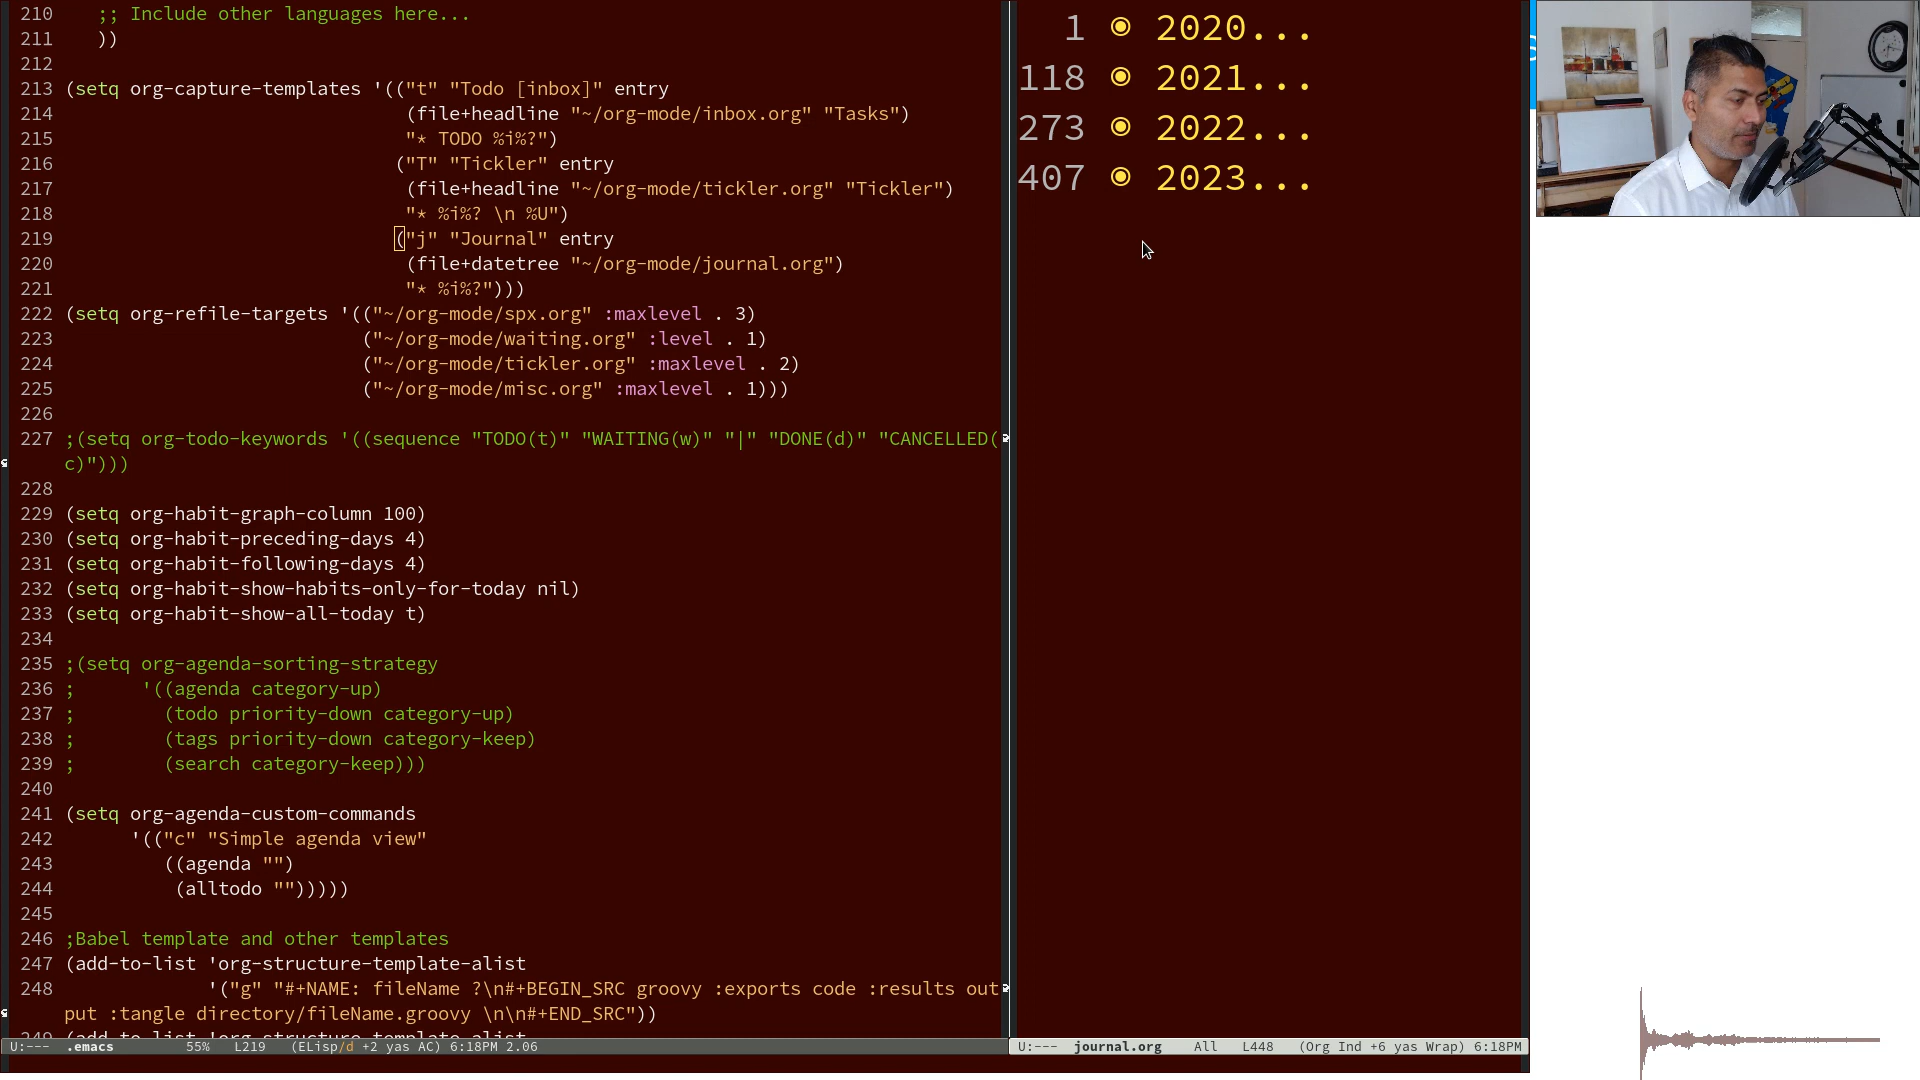 210    ;; Include other languages here...
211    ))
212
213 (setq org-capture-templates '(("t" "Todo [inbox]" entry
214                                (file+headline "~/org-mode/inbox.org" "Tasks")
215                                "* TODO %i%?")
216                               ("T" "Tickler" entry
217                                (file+headline "~/org-mode/tickler.org" "Tickler")
218                                "* %i%? \n %U")
219                               ("j" "Journal" entry
220                                (file+datetree "~/org-mode/journal.org")
221                                "* %i%?")))
222 (setq org-refile-targets '(("~/org-mode/spx.org" :maxlevel . 3)
223                            ("~/org-mode/waiting.org" :level . 1)
224                            ("~/org-mode/tickler.org" :maxlevel . 2)
225                            ("~/org-mode/misc.org" :maxlevel . 1)))
226
227 ;(setq org-todo-keywords '((sequence "TODO(t)" "WAITING(w)" "|" "DONE(d)" "CANCELLED(
c)")))
228
229 (setq org-habit-graph-column 100)
230 (setq org-habit-preceding-days 4)
231 (setq org-habit-following-days 4)
232 (setq org-habit-show-habits-only-for-today nil)
233 (setq org-habit-show-all-today t)
234
235 ;(setq org-agenda-sorting-strategy
236 ;      '((agenda category-up)
237 ;        (todo priority-down category-up)
238 ;        (tags priority-down category-keep)
239 ;        (search category-keep)))
240
241 (setq org-agenda-custom-commands
242       '(("c" "Simple agenda view"
243          ((agenda "")
244           (alltodo "")))))
245
246 ;Babel template and other templates
247 (add-to-list 'org-structure-template-alist
248              '("g" "#+NAME: fileName ?\n#+BEGIN_SRC groovy :exports code :results out
put :tangle directory/fileName.groovy \n\n#+END_SRC"))
249 (add-to-list 'org-structure-template-alist
U:--- .emacs 55% L219 (ELisp/d +2 yas AC) 6:18PM 2.06
1 ◉ 2020...
118 ◉ 2021...
273 ◉ 2022...
407 ◉ 2023...
U:--- journal.org All L448 (Org Ind +6 yas Wrap) 6:18PM